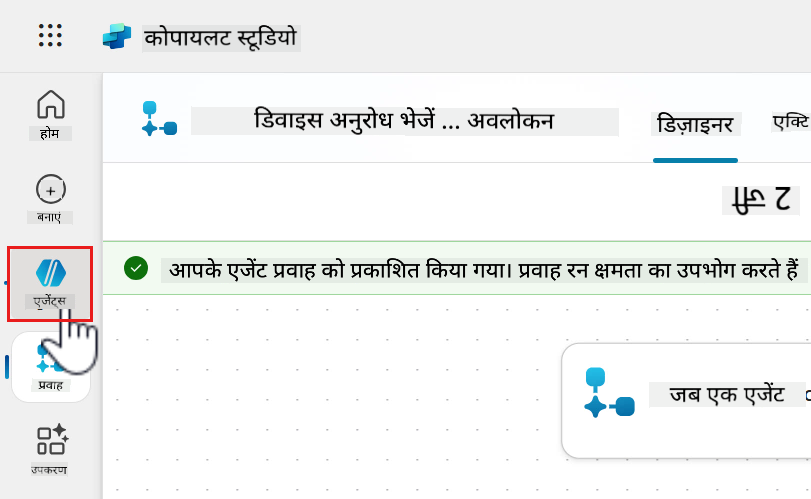 कोपायलट स्टूडियो
होम
डिवाइस अनुरोध भेजें ... अवलोकन
डिज़ाइनर
एक्टि
बनाएं
2 जी
आपके एजेंट प्रवाह को प्रकाशित किया गया। प्रवाह रन क्षमता का उपभोग करते हैं
एजेंट्स
प्रवाह
जब एक एजेंट
उपकरण